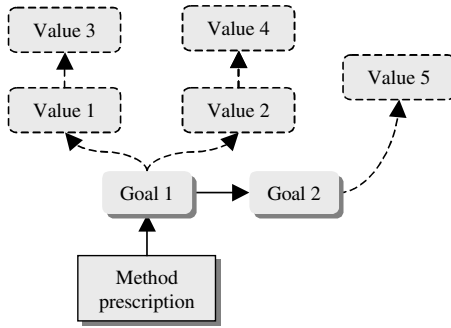 Value 3
Value 4
Value 5
Value 1
Value 2
Goal 1
Goal 2
Method
prescription